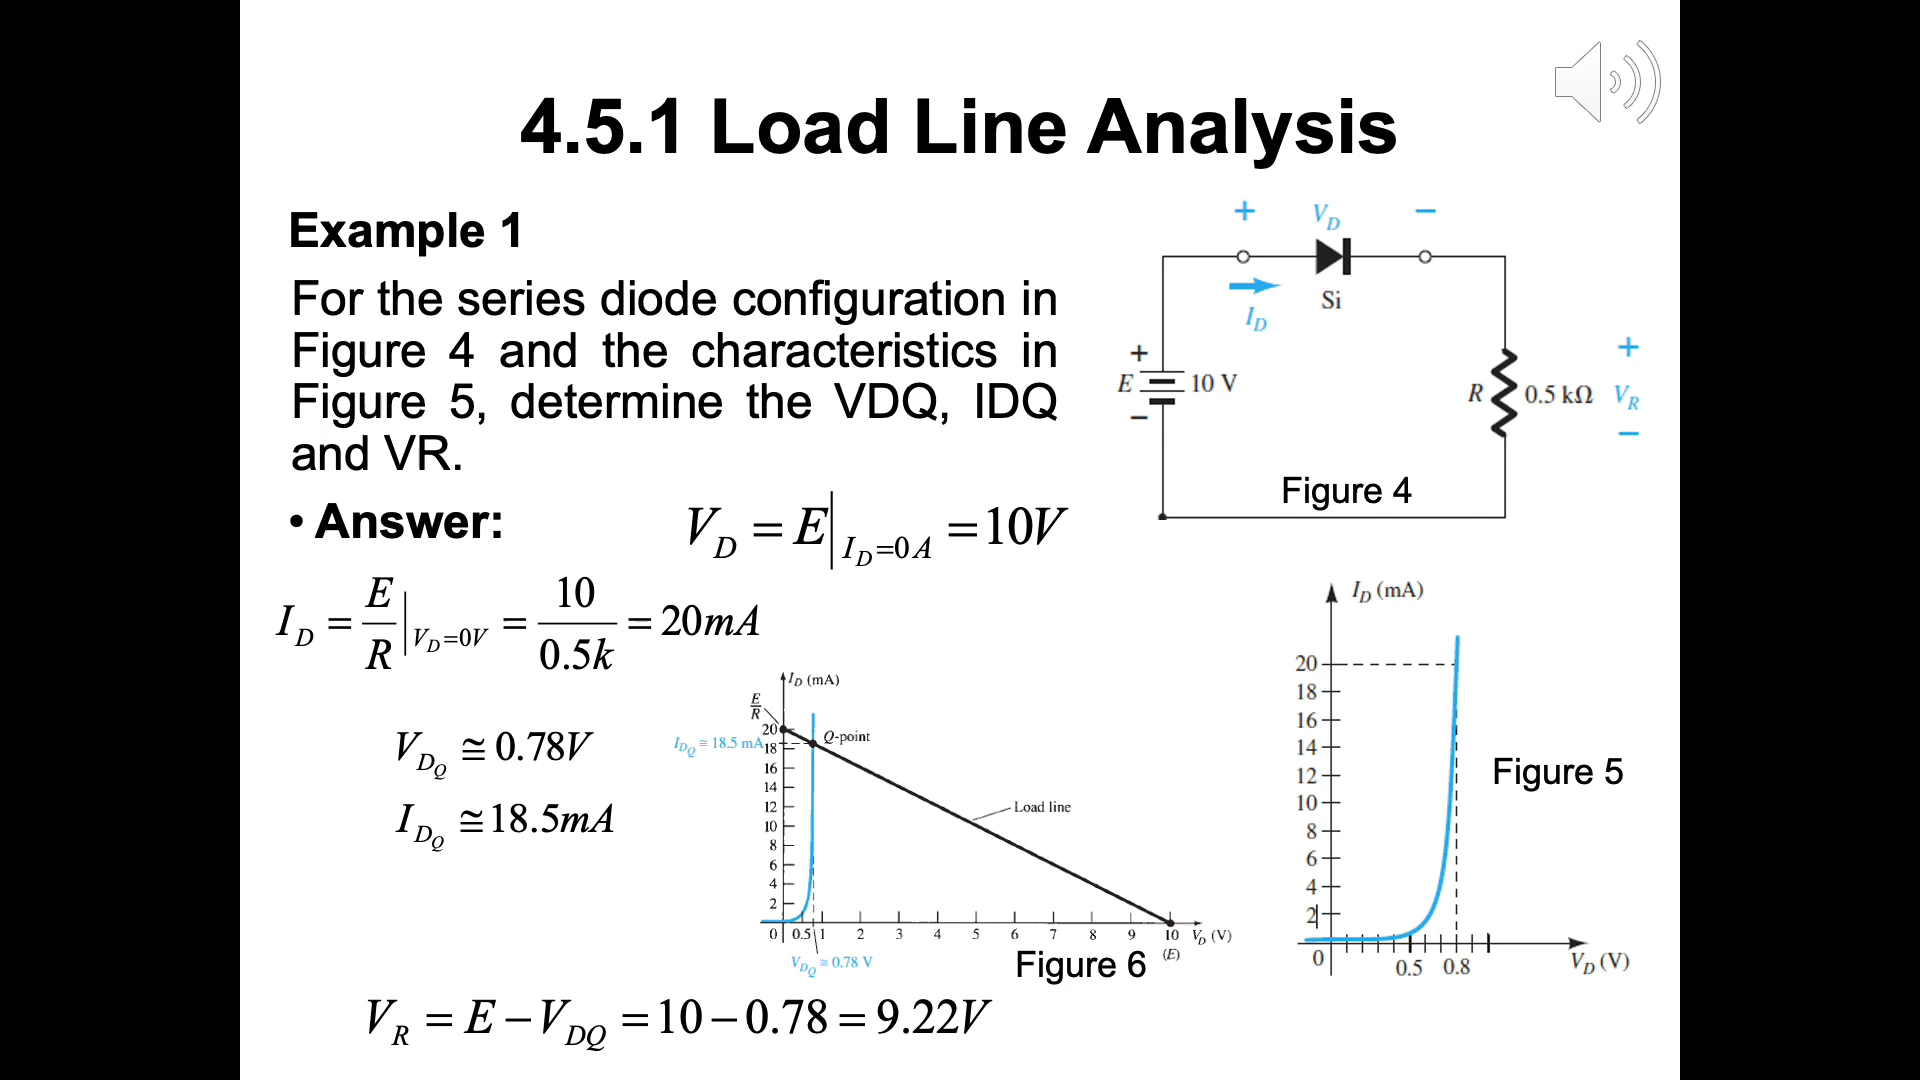 4.5.1 Load Line Analysis
Example 1
For the series diode configuration in
Figure 4 and the characteristics in
Figure 5, determine the VDQ, IDQ
and VR.
• Answer:
V_D = E|_{I_D=0A} = 10V
I_D = E/R|_{V_D=0V} = 10/0.5k = 20mA
V_{D_Q} ≅ 0.78V
I_{D_Q} ≅ 18.5mA
V_R = E − V_{DQ} = 10 − 0.78 = 9.22V
+ V_D −
Si
I_D
+
E 10 V
−
R 0.5 kΩ
+
V_R
−
Figure 4
I_D (mA)
E/R
20
I_{D_Q} ≅ 18.5 mA
18
Q-point
16
14
12
Load line
10
8
6
4
2
0 0.5 1 2 3 4 5 6 7 8 9 10 V_D (V)
(E)
V_{D_Q} ≅ 0.78 V
Figure 6
I_D (mA)
20
18
16
14
12
10
8
6
4
2
0 0.5 0.8 V_D (V)
Figure 5